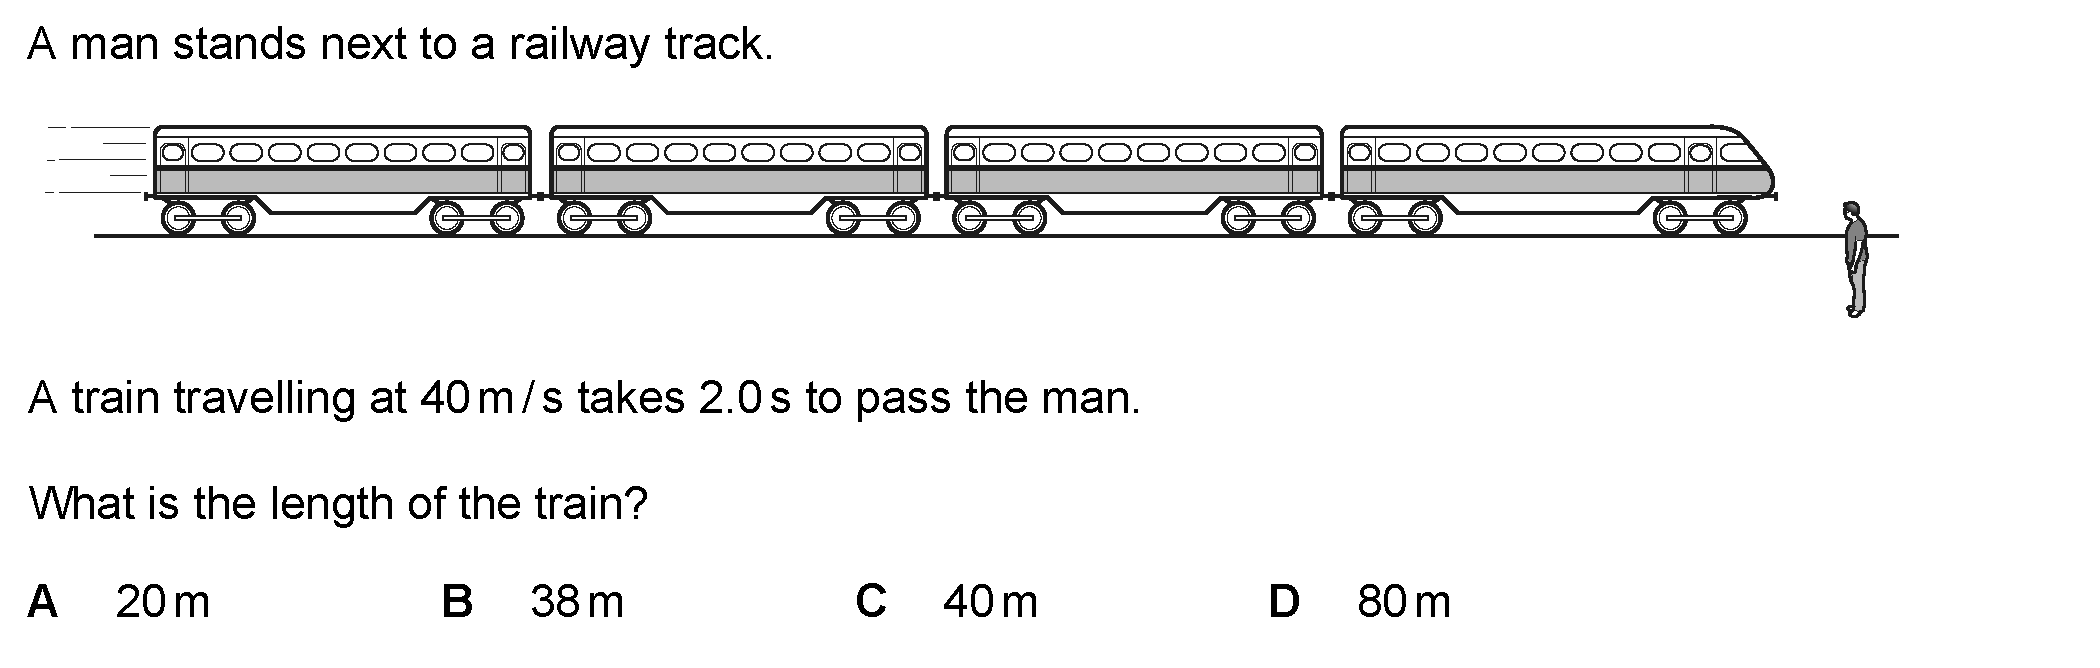 A man stands next to a railway track.
A train travelling at 40 m / s takes 2.0 s to pass the man.
What is the length of the train?
A 20 m B 38 m C 40 m D 80 m